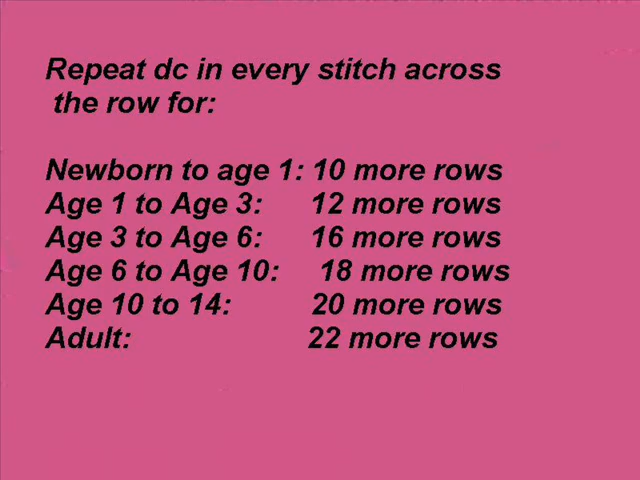 Repeat dc in every stitch across
the row for:
Newborn to age 1: 10 more rows
Age 1 to Age 3: 12 more rows
Age 3 to Age 6: 16 more rows
Age 6 to Age 10: 18 more rows
Age 10 to 14: 20 more rows
Adult: 22 more rows